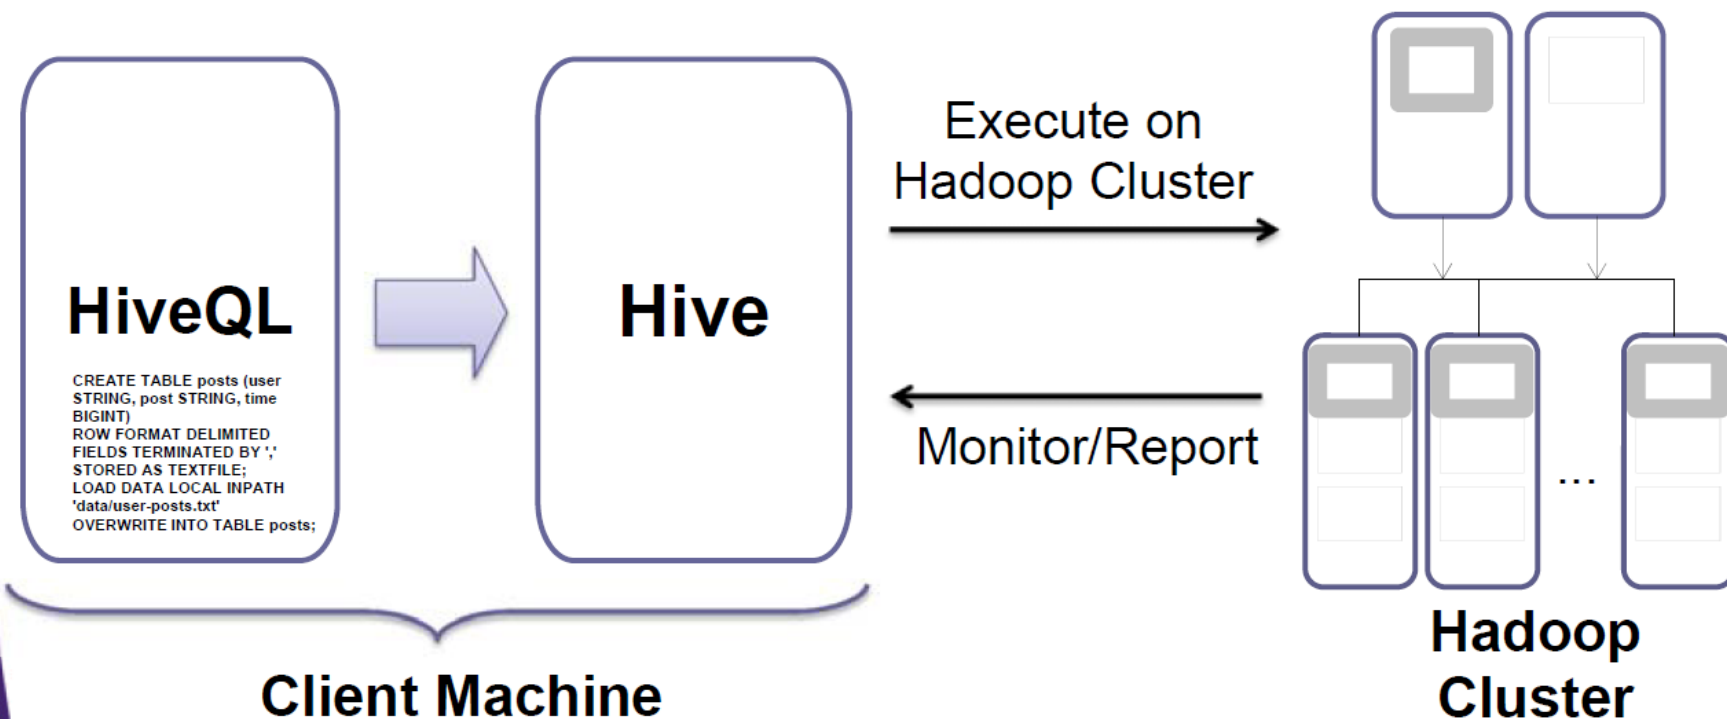 HiveQL
CREATE TABLE posts (user
STRING, post STRING, time
BIGINT)
ROW FORMAT DELIMITED
FIELDS TERMINATED BY ','
STORED AS TEXTFILE;
LOAD DATA LOCAL INPATH
'data/user-posts.txt'
OVERWRITE INTO TABLE posts;
Hive
Client Machine
Execute on
Hadoop Cluster
Monitor/Report
...
Hadoop
Cluster